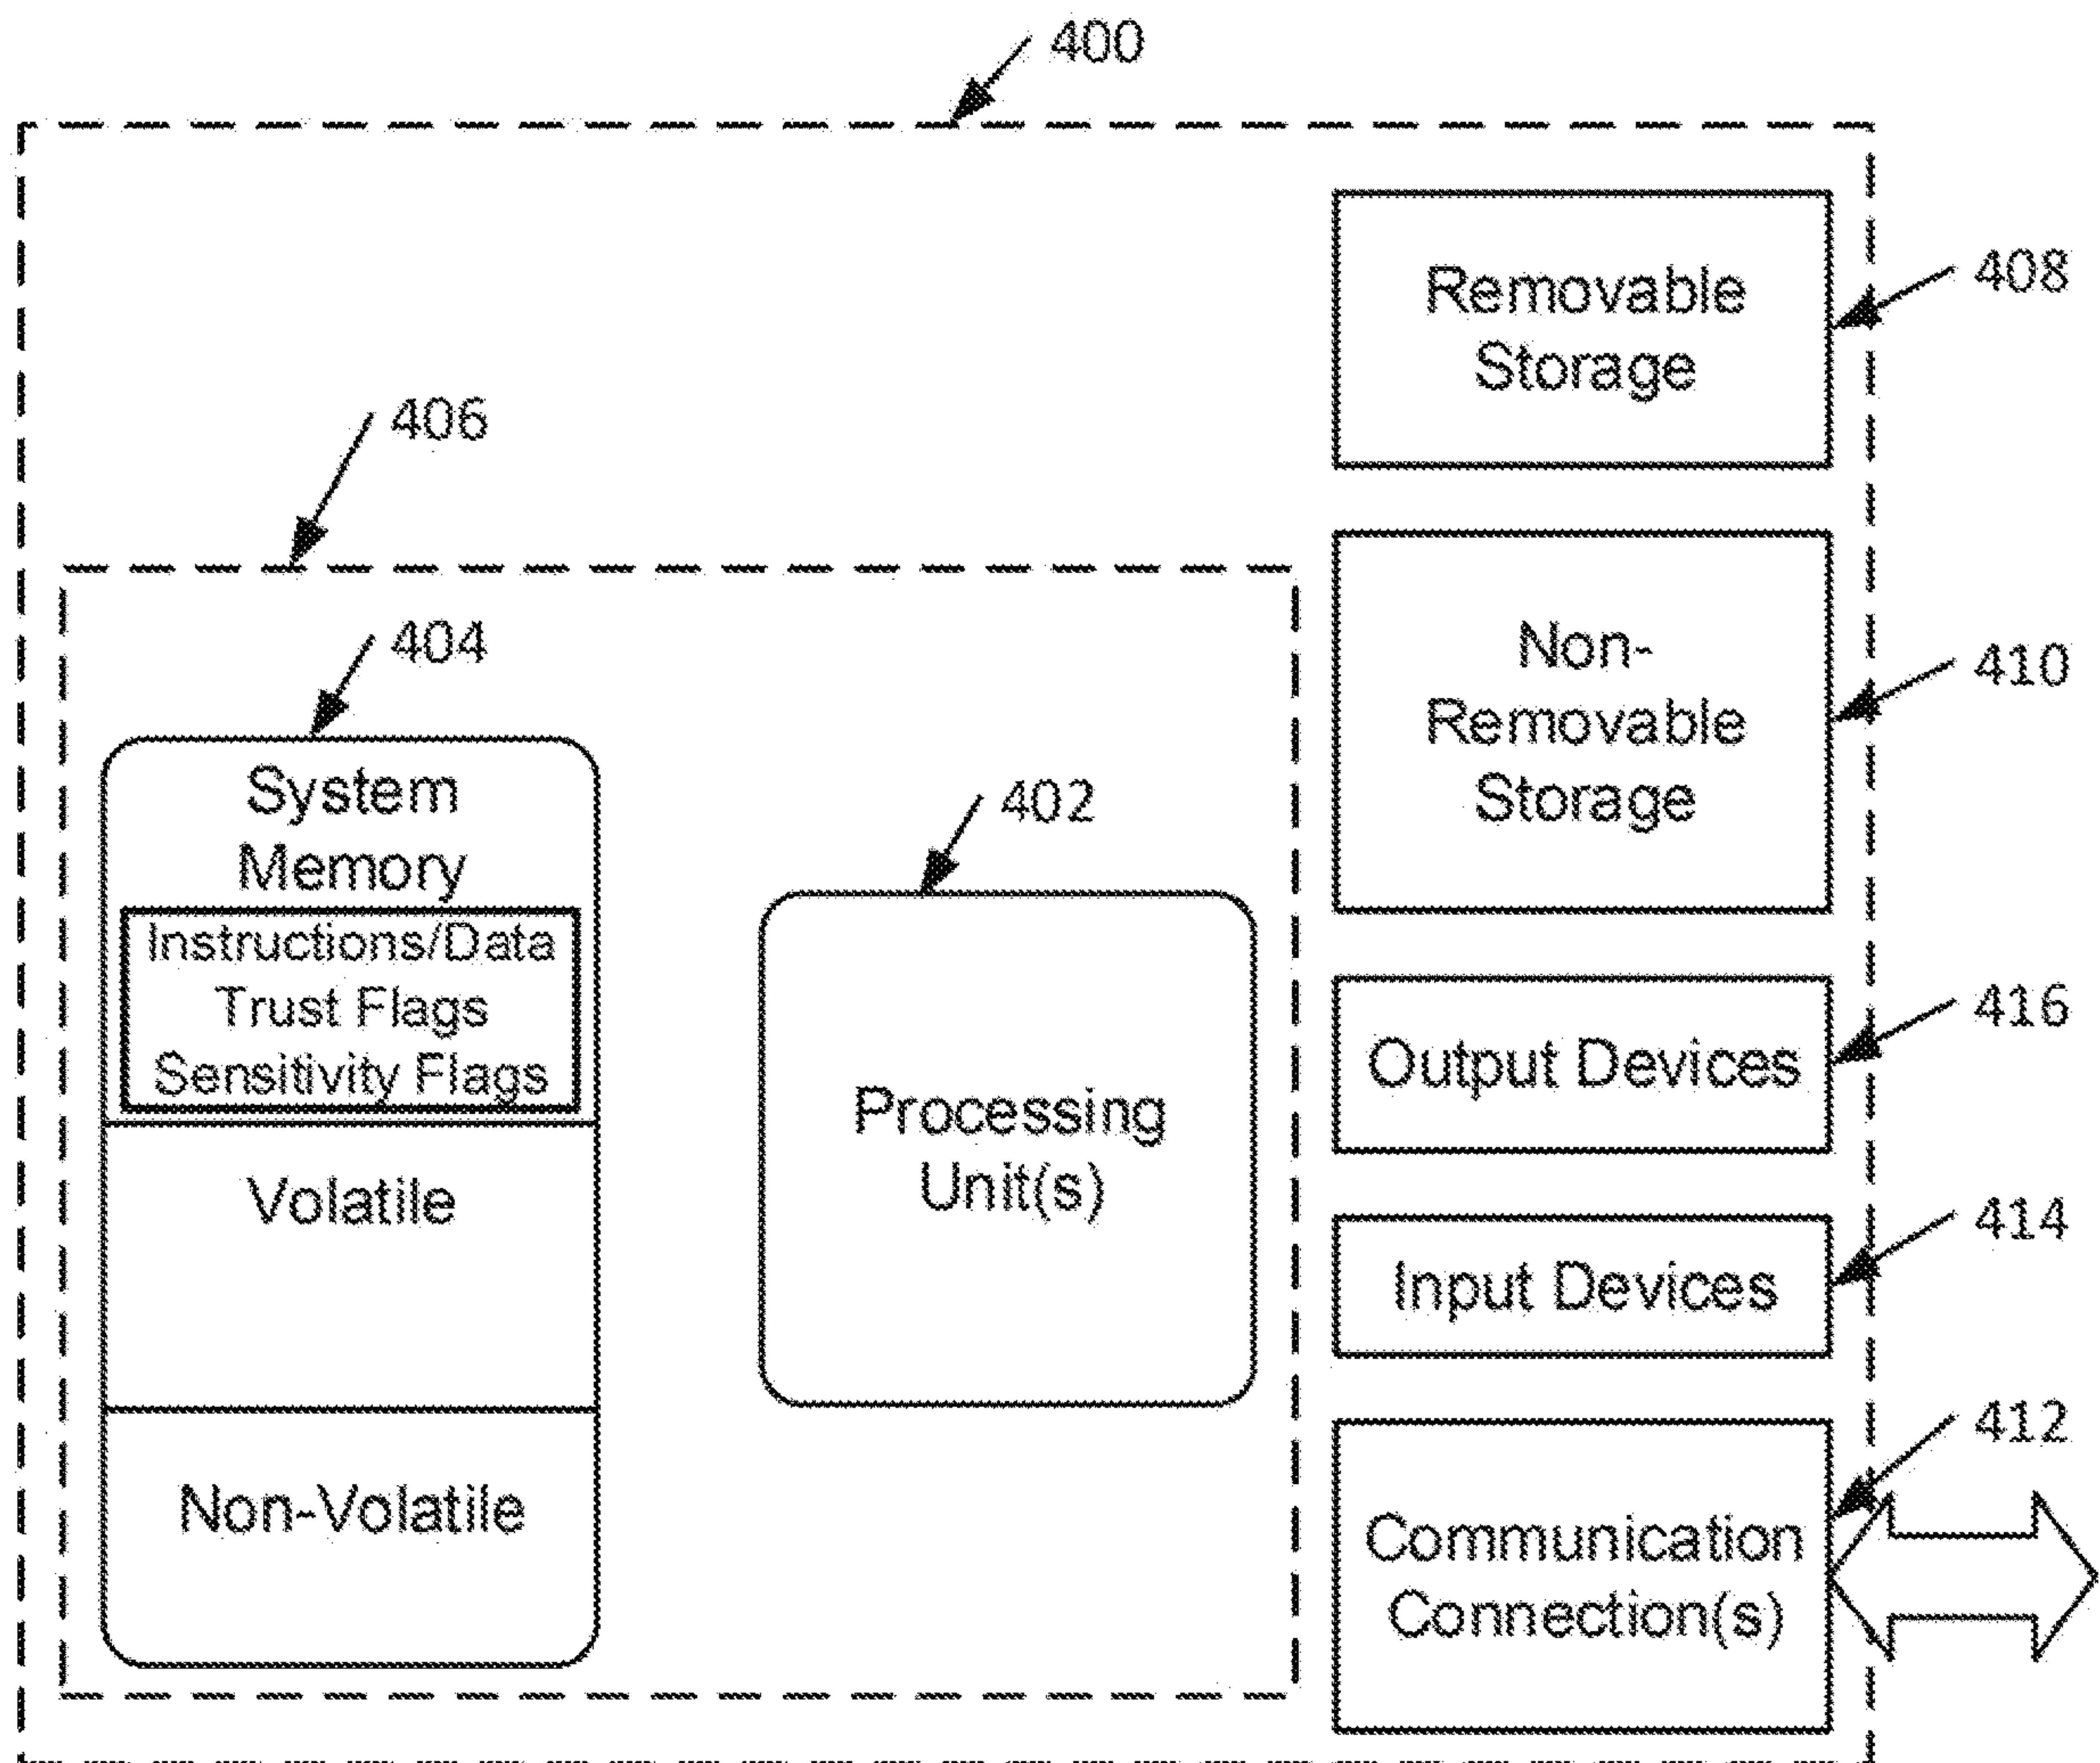 400
Removable
Storage
408
406
Non-
Removable
Storage
410
404
System
Memory
Instructions/Data
Trust Flags
Sensitivity Flags
Volatile
Non-Volatile
402
Processing
Unit(s)
Output Devices
416
Input Devices
414
Communication
Connection(s)
412